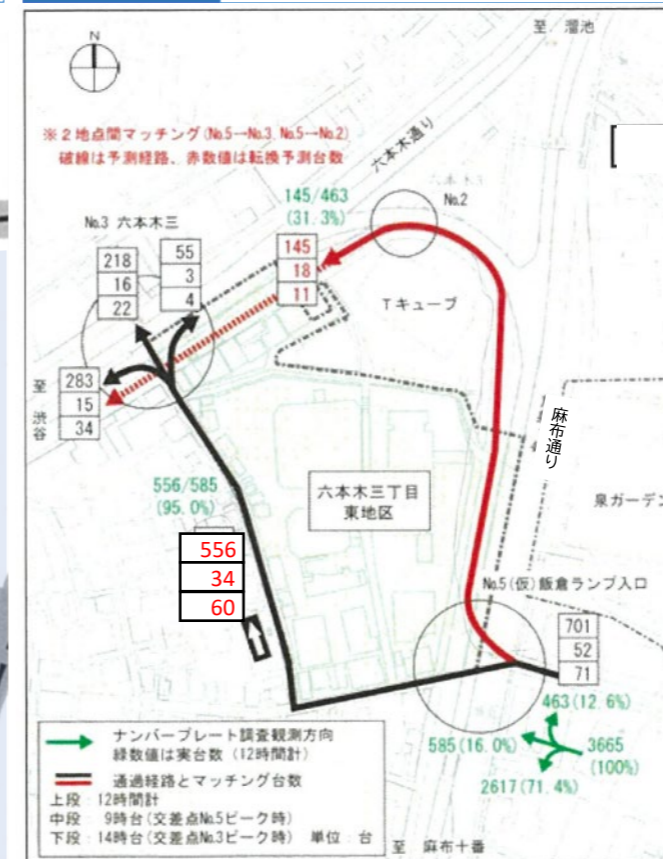 至 溜池
N
※2地点間マッチング(No.5→No.3, No.5→No.2)
破線は予測経路、赤数値は転換予測台数
六本木通り
145/463
(31.3%)
No.2
No.3 六本木三
55
3
4
218
16
22
145
18
11
Tキューブ
至 渋谷
283
15
34
麻布通り
556/585
(95.0%)
六本木三丁目
東地区
泉ガーデン
556
34
60
No.5(仮)飯倉ランプ入口
701
52
71
463(12.6%)
585(16.0%)
3665
(100%)
2617(71.4%)
ナンバープレート調査観測方向
緑数値は実台数(12時間計)
通過経路とマッチング台数
上段:12時間計
中段: 9時台(交差点No.5ピーク時)
下段:14時台(交差点No.3ピーク時) 単位:台
至 麻布十番